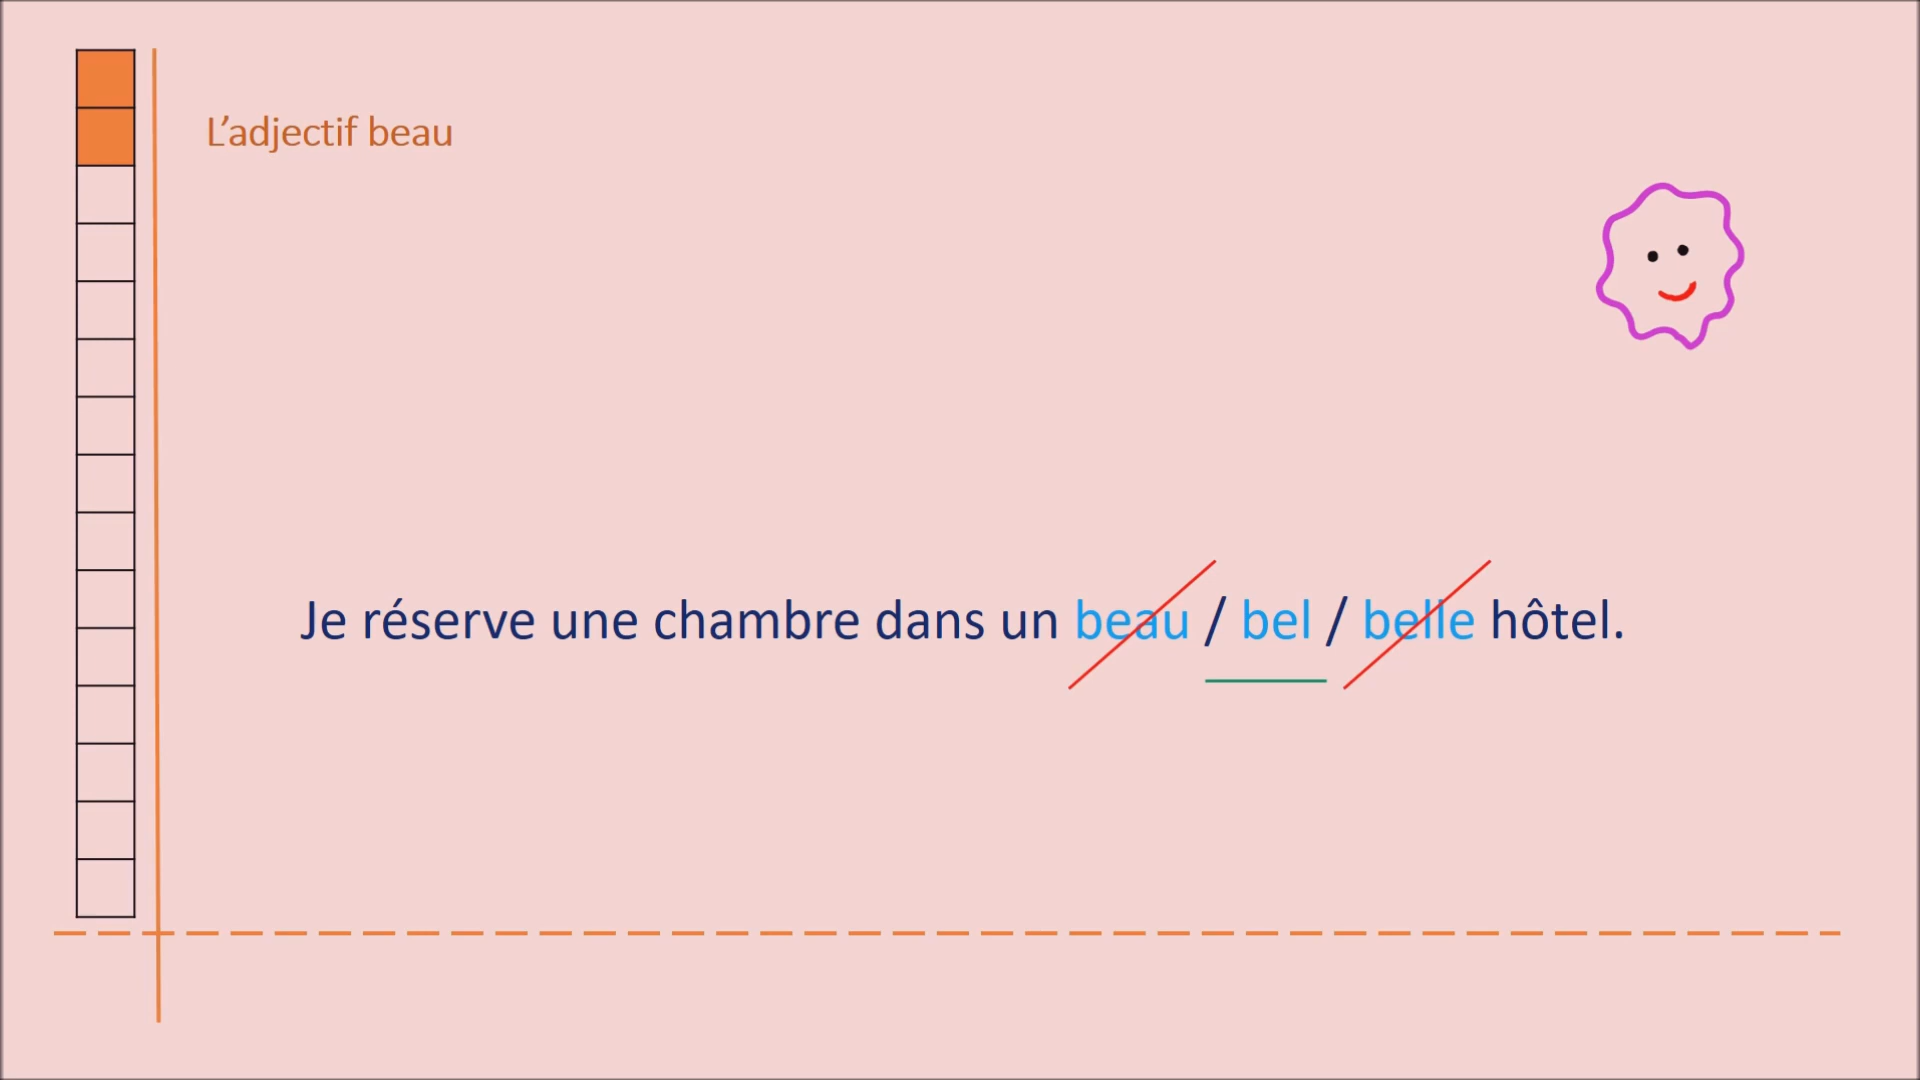 L’adjectif beau
Je réserve une chambre dans un beau / bel / belle hôtel.